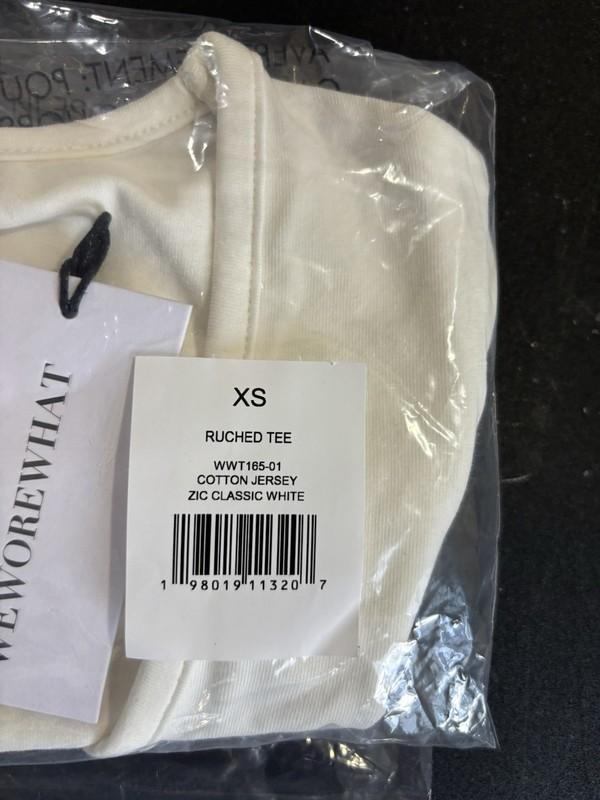 WEWOREWHAT
XS
RUCHED TEE
WWT165-01
COTTON JERSEY
ZIC CLASSIC WHITE
1 98019 11320 7